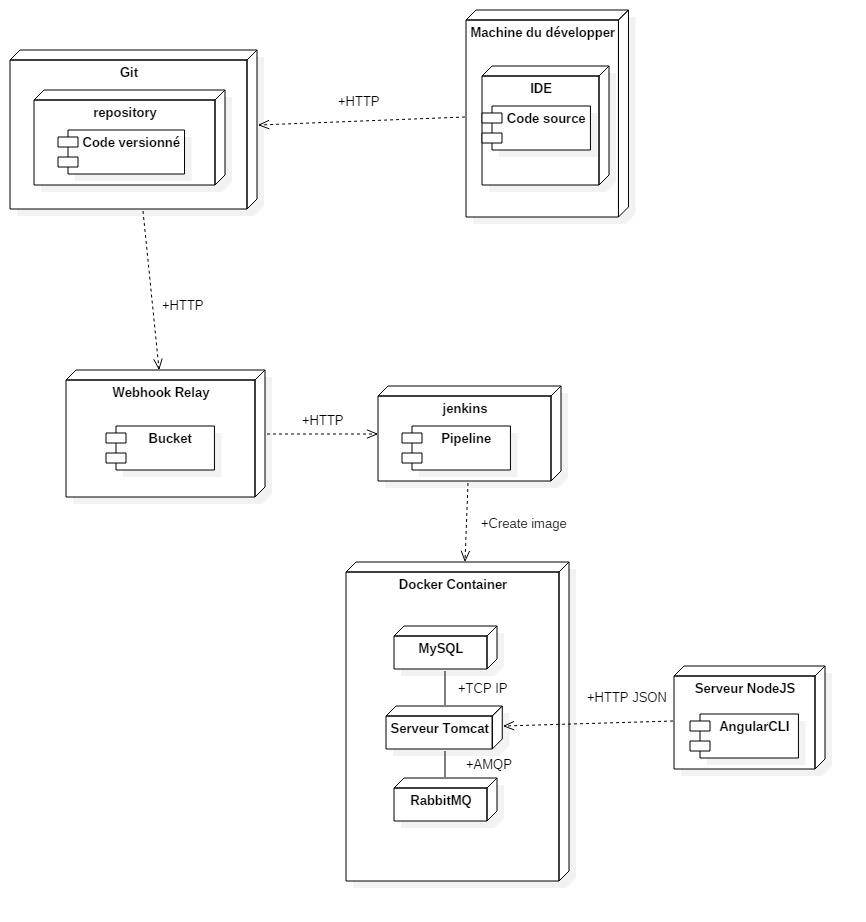 Machine du développer
Git
IDE
repository
+HTTP
Code source
Code versionné
+HTTP
Webhook Relay
jenkins
+HTTP
Bucket
Pipeline
+Create image
Docker Container
MySQL
+TCP IP
Serveur NodeJS
+HTTP JSON
Serveur Tomcat
AngularCLI
+AMQP
RabbitMQ